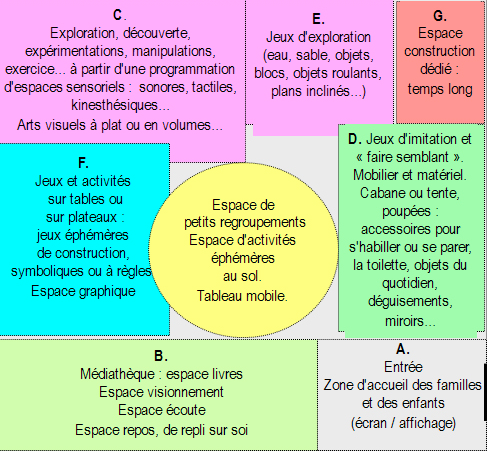 C.
Exploration, découverte,
expérimentations, manipulations,
exercice... à partir d'une programmation
d'espaces sensoriels : sonores, tactiles,
kinesthésiques...
Arts visuels à plat ou en volumes...
E.
Jeux d'exploration
(eau, sable, objets,
blocs, objets roulants,
plans inclinés...)
G.
Espace
construction
dédié :
temps long
F.
Jeux et activités
sur tables ou
sur plateaux :
jeux éphémères
de construction,
symboliques ou à règles
Espace graphique
Espace de
petits regroupements
Espace d'activités
éphémères
au sol.
Tableau mobile.
D. Jeux d'imitation et
« faire semblant ».
Mobilier et matériel.
Cabane ou tente,
poupées :
accessoires pour
s'habiller ou se parer,
la toilette, objets du
quotidien,
déguisements,
miroirs...
B.
Médiathèque : espace livres
Espace visionnement
Espace écoute
Espace repos, de repli sur soi
A.
Entrée
Zone d'accueil des familles
et des enfants
(écran / affichage)